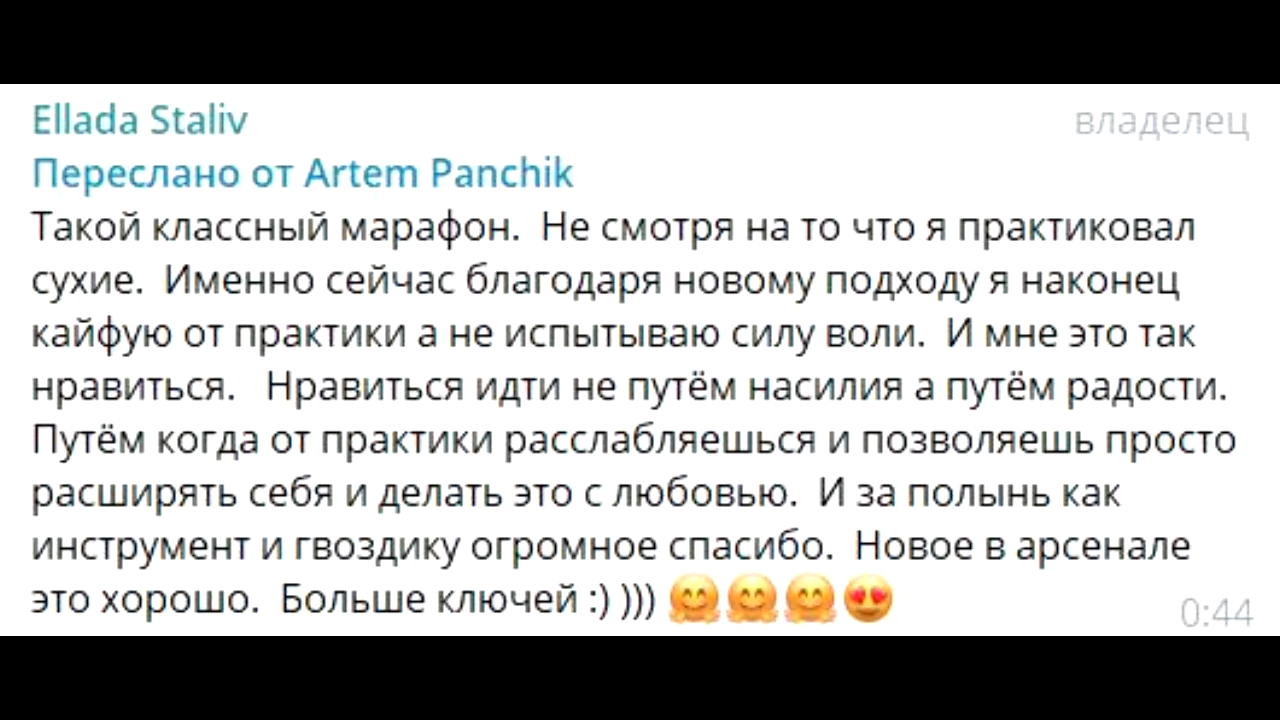 Ellada Staliv владелец
Переслано от Artem Panchik
Такой классный марафон. Не смотря на то что я практиковал
сухие. Именно сейчас благодаря новому подходу я наконец
кайфую от практики а не испытываю силу воли. И мне это так
нравиться. Нравиться идти не путём насилия а путём радости.
Путём когда от практики расслабляешься и позволяешь просто
расширять себя и делать это с любовью. И за полынь как
инструмент и гвоздику огромное спасибо. Новое в арсенале
это хорошо. Больше ключей :) ))) 🤗🤗🤗😍 0:44